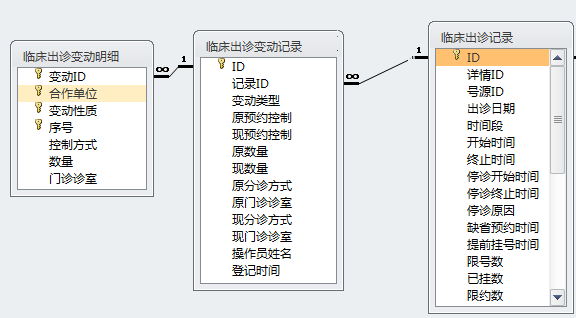 临床出诊变动明细
变动ID
合作单位
变动性质
序号
控制方式
数量
门诊诊室
∞
1
临床出诊变动记录
ID
记录ID
变动类型
原预约控制
现预约控制
原数量
现数量
原分诊方式
原门诊诊室
现分诊方式
现门诊诊室
操作员姓名
登记时间
∞
1
临床出诊记录
ID
详情ID
号源ID
出诊日期
时间段
开始时间
终止时间
停诊开始时间
停诊终止时间
停诊原因
缺省预约时间
提前挂号时间
限号数
已挂数
限约数